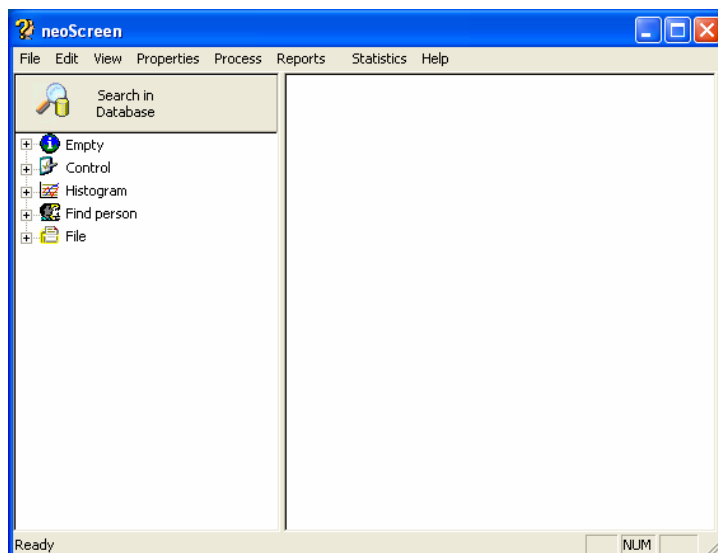 neoScreen
File Edit View Properties Process Reports Statistics Help
Search in
Database
Empty
Control
Histogram
Find person
File
Ready NUM